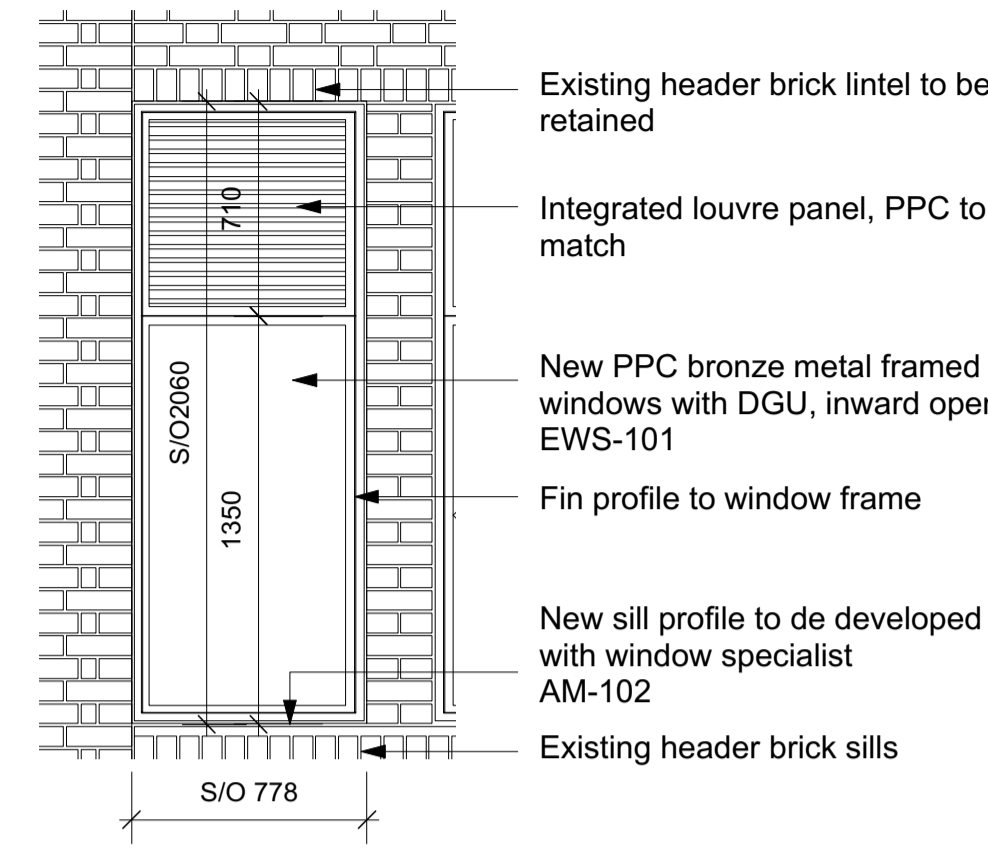 Existing header brick lintel to be
retained
Integrated louvre panel, PPC to
match
710
New PPC bronze metal framed
windows with DGU, inward oper
EWS-101
S/O2060
1350
Fin profile to window frame
New sill profile to de developed
with window specialist
AM-102
Existing header brick sills
S/O 778